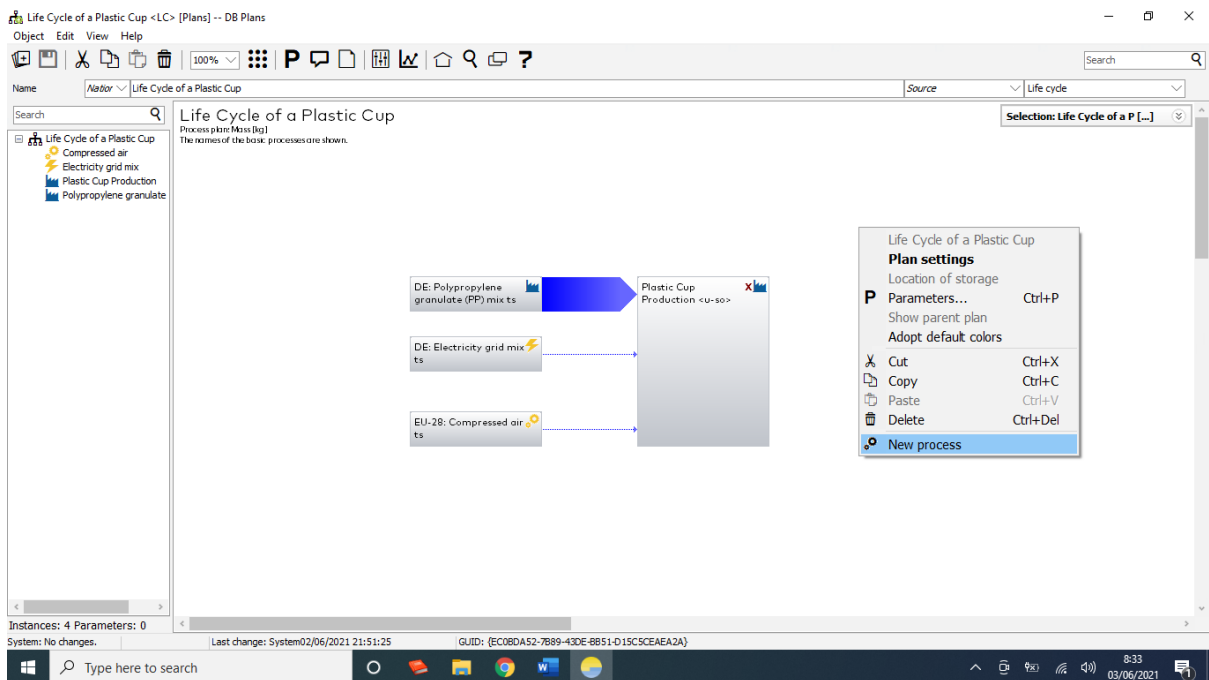 Life Cycle of a Plastic Cup <LC> [Plans] -- DB Plans
Object Edit View Help
100% P ? Search
Name Nation Life Cycle of a Plastic Cup Source Life cycle
Search
Life Cycle of a Plastic Cup
Compressed air
Electricity grid mix
Plastic Cup Production
Polypropylene granulate
Life Cycle of a Plastic Cup
Process plan: Mass [kg]
The names of the basic processes are shown.
Selection: Life Cycle of a P [...]
DE: Polypropylene
granulate (PP) mix ts
Plastic Cup X
Production <u-so>
DE: Electricity grid mix
ts
EU-28: Compressed air
ts
Life Cycle of a Plastic Cup
Plan settings
Location of storage
P Parameters... Ctrl+P
Show parent plan
Adopt default colors
Cut Ctrl+X
Copy Ctrl+C
Paste Ctrl+V
Delete Ctrl+Del
New process
Instances: 4 Parameters: 0
System: No changes. Last change: System02/06/2021 21:51:25 GUID: {EC0BDA52-7B89-43DE-BB51-D15C5CEAEA2A}
Type here to search
8:33
03/06/2021
1